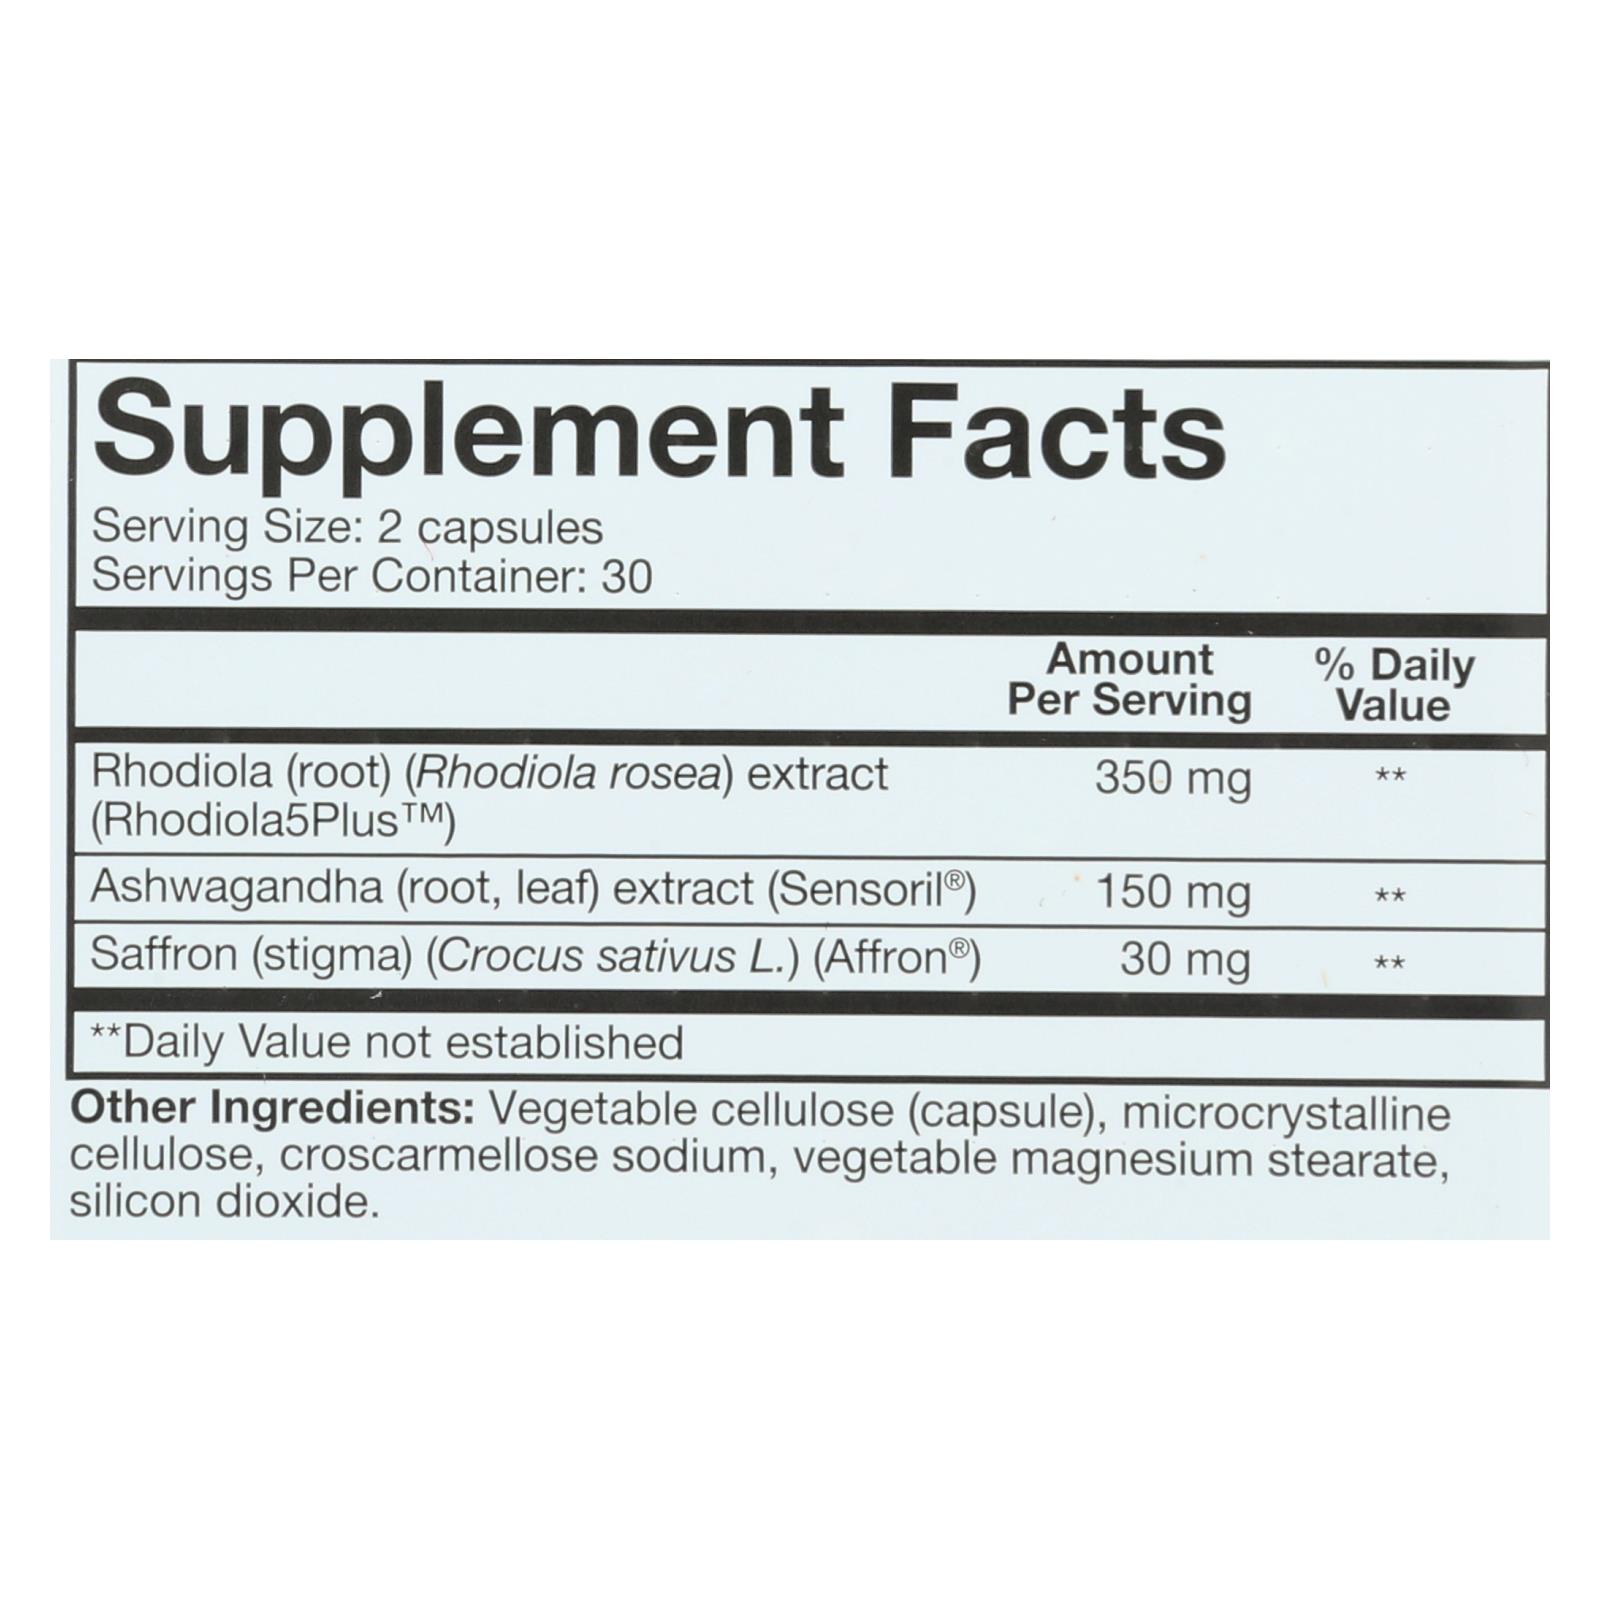 Supplement Facts
Serving Size: 2 capsules
Servings Per Container: 30
Amount Per Serving
% Daily Value
Rhodiola (root) (Rhodiola rosea) extract 350 mg **
(Rhodiola5Plus™)
Ashwagandha (root, leaf) extract (Sensoril®) 150 mg **
Saffron (stigma) (Crocus sativus L.) (Affron®) 30 mg **
**Daily Value not established
Other Ingredients: Vegetable cellulose (capsule), microcrystalline
cellulose, croscarmellose sodium, vegetable magnesium stearate,
silicon dioxide.